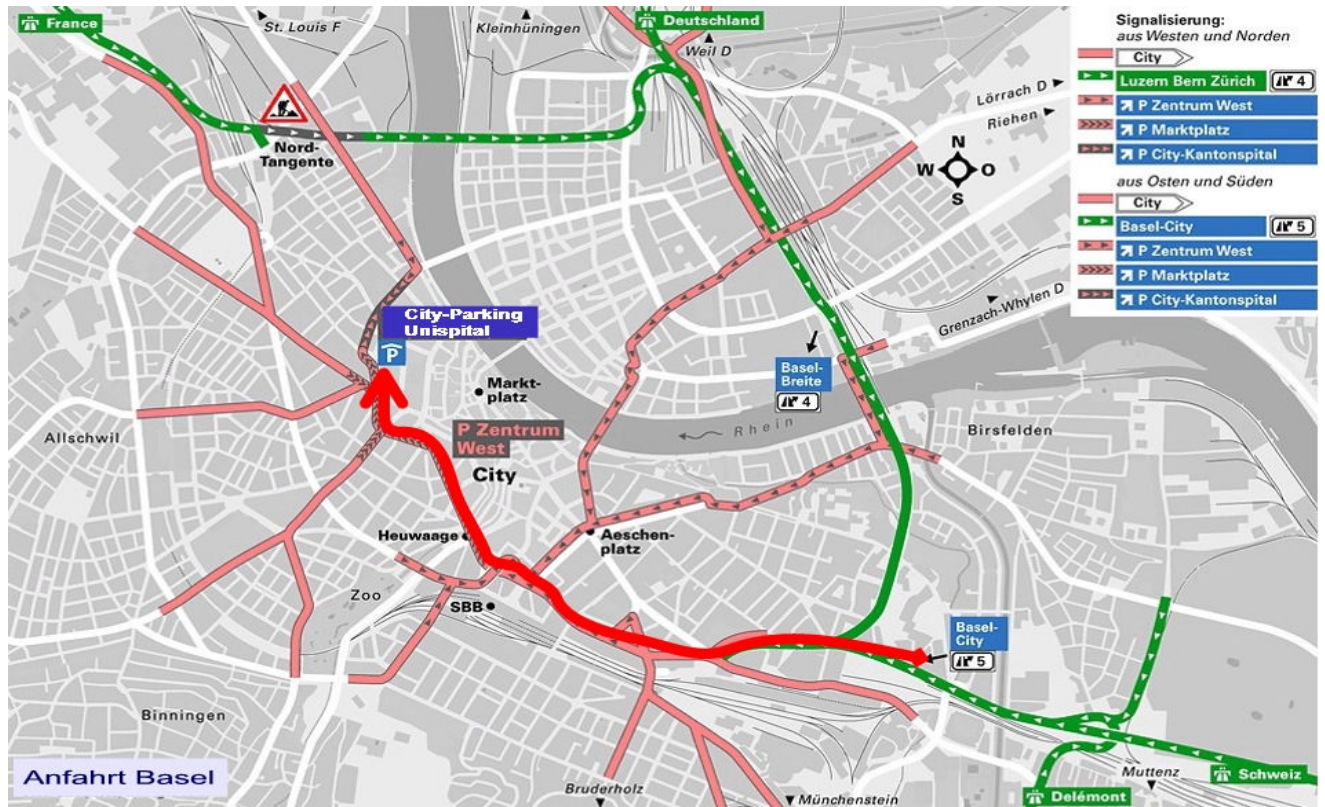 France
St. Louis F
Kleinhüningen
Deutschland
Weil D
Lörrach D
Riehen
Nord-
Tangente
N
W O
S
Signalisierung:
aus Westen und Norden
City
Luzern Bern Zürich 4
P Zentrum West
P Marktplatz
P City-Kantonspital
aus Osten und Süden
City
Basel-City 5
P Zentrum West
P Marktplatz
P City-Kantonspital
City-Parking
Unispital
P
Grenzach-Whylen D
Basel-
Breite
4
Markt-
platz
P Zentrum
West
City
Rhein
Allschwil
Birsfelden
Heuwaage
Aeschen-
platz
Zoo
SBB
Basel-
City
5
Binningen
Anfahrt Basel
Bruderholz
Münchenstein
Muttenz
Delémont
Schweiz